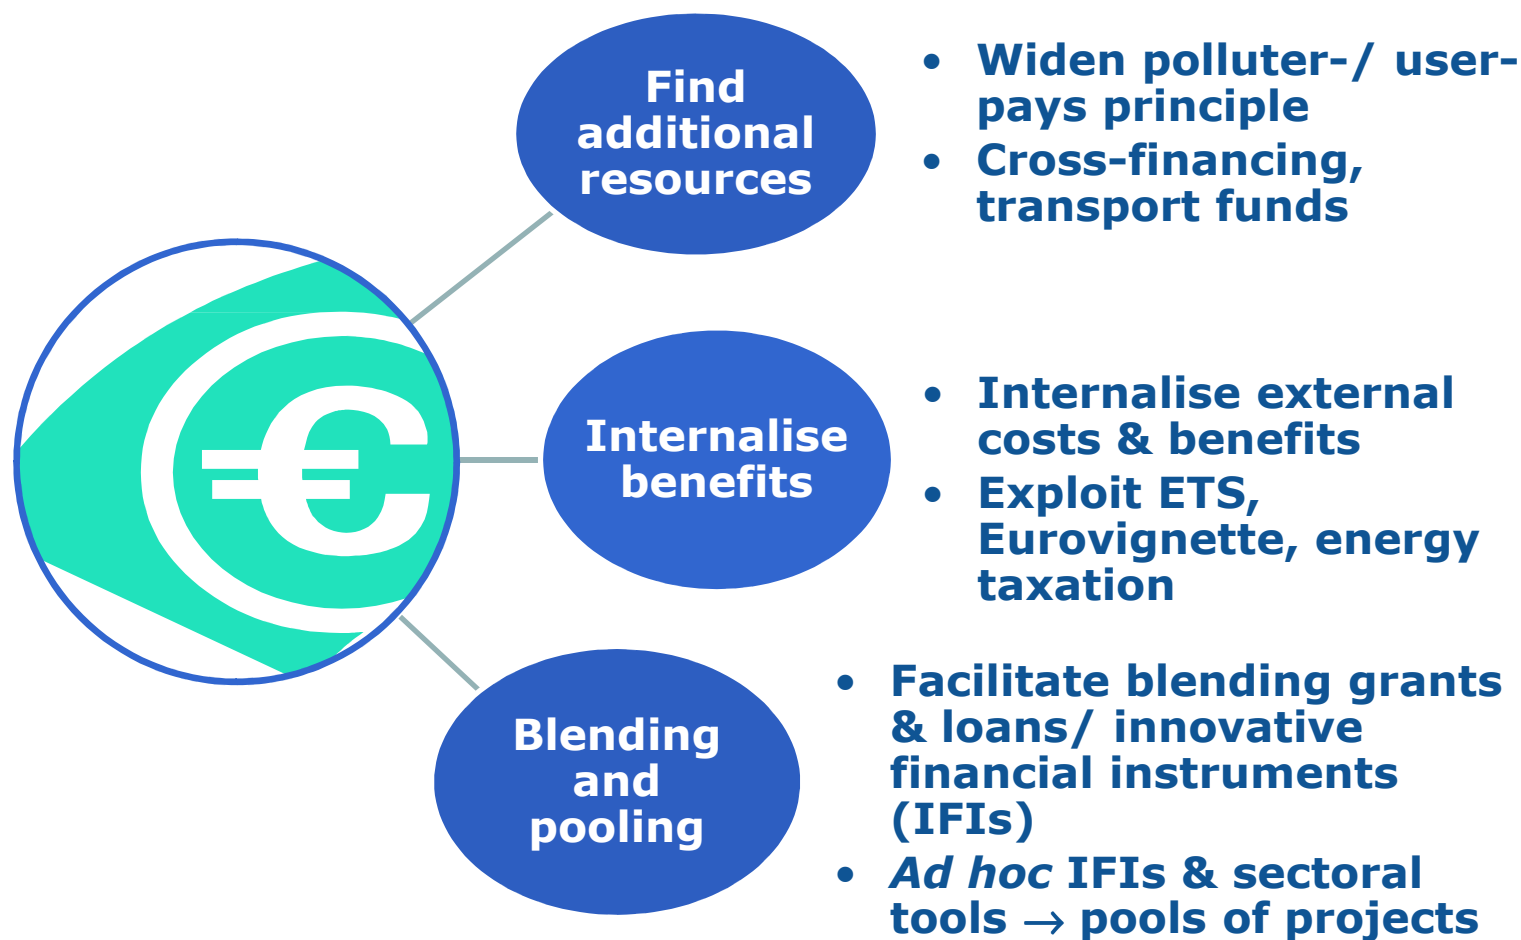 Find
additional
resources
• Widen polluter-/ user-
pays principle
• Cross-financing,
transport funds
€
Internalise
benefits
• Internalise external
costs & benefits
• Exploit ETS,
Eurovignette, energy
taxation
Blending
and
pooling
• Facilitate blending grants
& loans/ innovative
financial instruments
(IFIs)
• Ad hoc IFIs & sectoral
tools → pools of projects